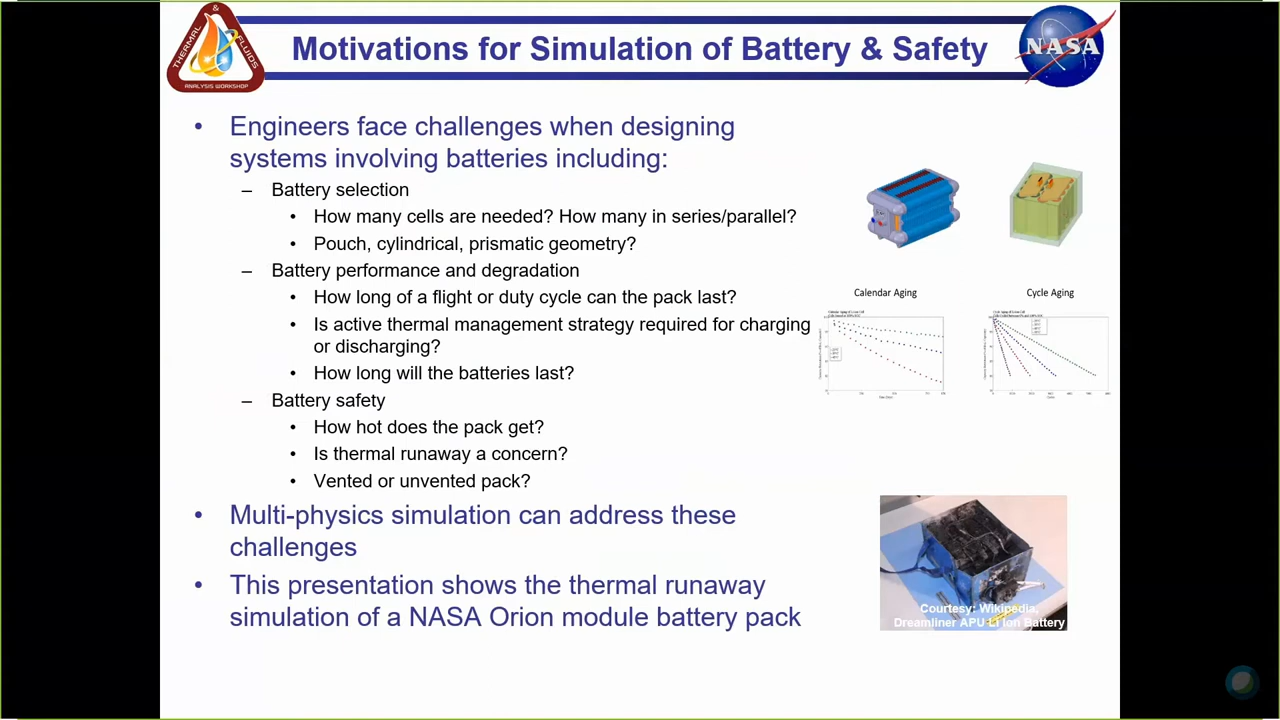 THERMAL & FLUIDS
ANALYSIS WORKSHOP
Motivations for Simulation of Battery & Safety
NASA
• Engineers face challenges when designing
systems involving batteries including:
– Battery selection
• How many cells are needed? How many in series/parallel?
• Pouch, cylindrical, prismatic geometry?
– Battery performance and degradation
• How long of a flight or duty cycle can the pack last?
• Is active thermal management strategy required for charging
or discharging?
• How long will the batteries last?
– Battery safety
• How hot does the pack get?
• Is thermal runaway a concern?
• Vented or unvented pack?
• Multi-physics simulation can address these
challenges
• This presentation shows the thermal runaway
simulation of a NASA Orion module battery pack
Calendar Aging
Cycle Aging
Courtesy: Wikipedia,
Dreamliner APU Li Ion Battery